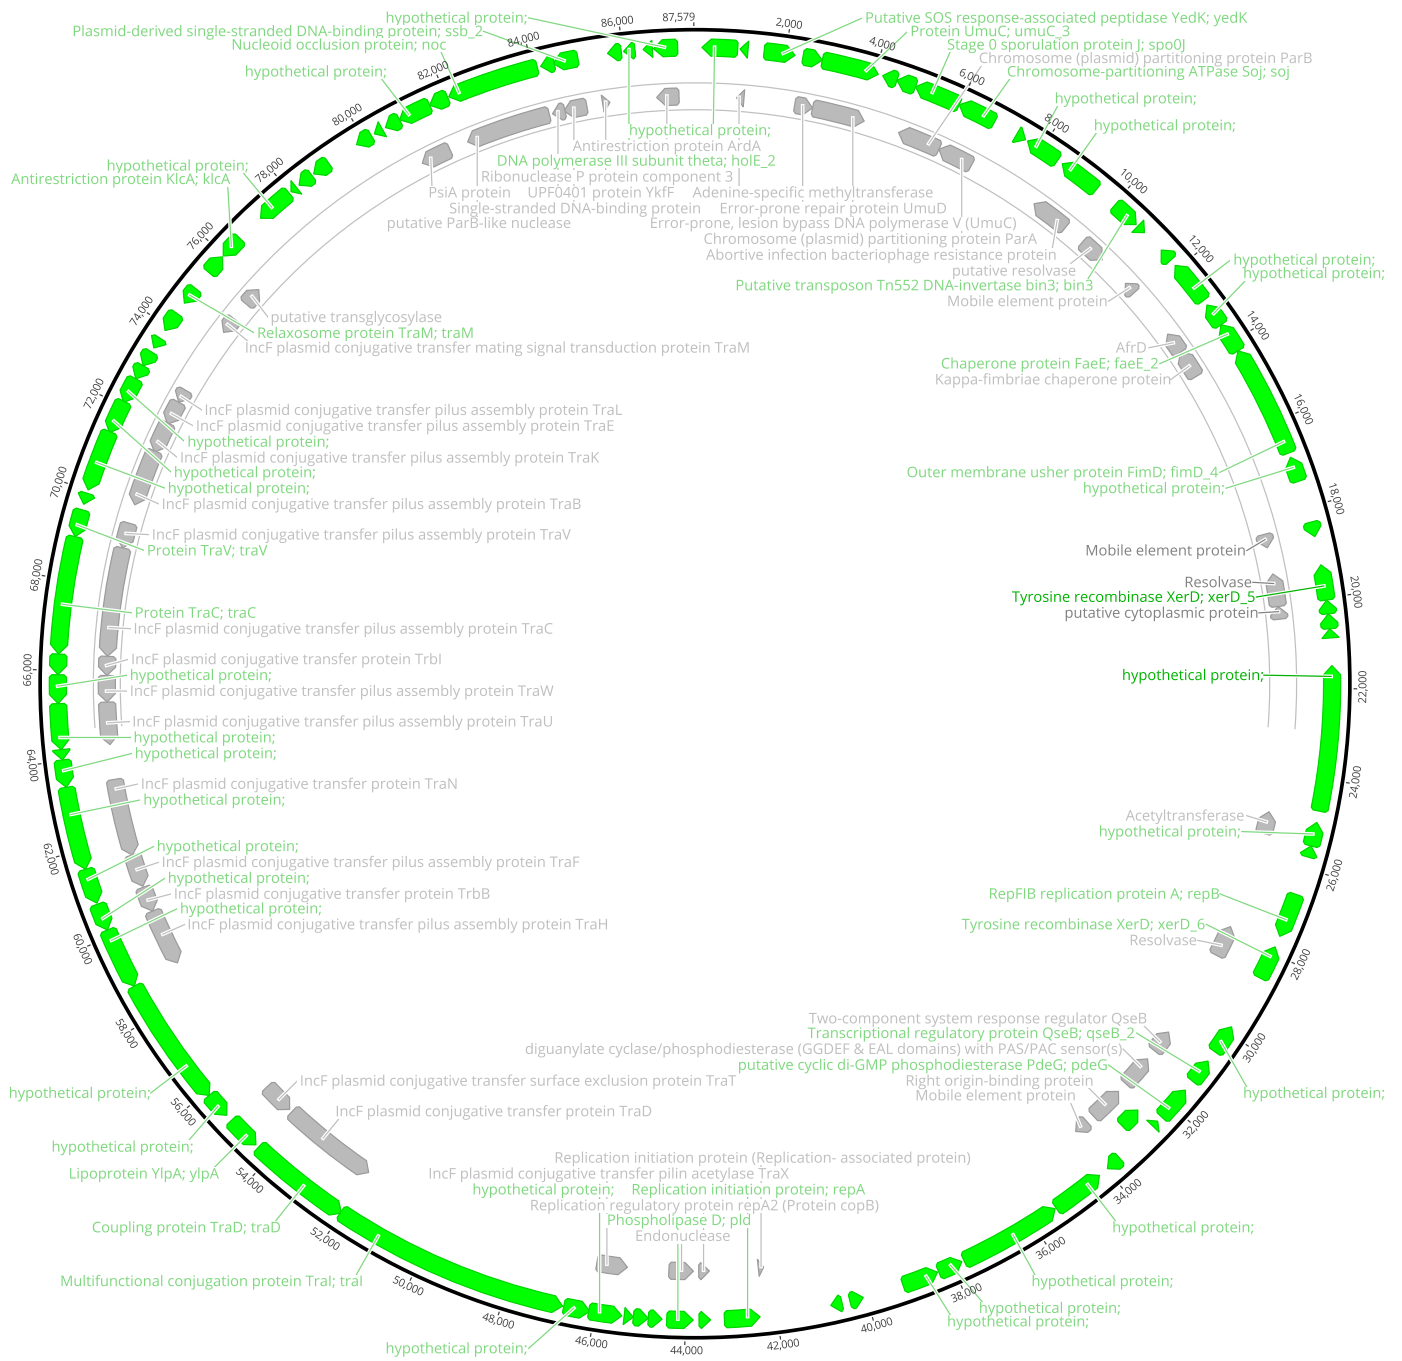 hypothetical protein;
86,000
87,579
2,000
Putative SOS response-associated peptidase YedK; yedK
Plasmid-derived single-stranded DNA-binding protein; ssb_2
84,000
Protein UmuC; umuC_3
Nucleoid occlusion protein; noc
4,000
Stage 0 sporulation protein J; spo0J
Chromosome (plasmid) partitioning protein ParB
hypothetical protein;
82,000
6,000
Chromosome-partitioning ATPase Soj; soj
hypothetical protein;
80,000
8,000
hypothetical protein;
hypothetical protein;
Antirestriction protein ArdA
DNA polymerase III subunit theta; holE_2
hypothetical protein;
78,000
Ribonuclease P protein component 3
10,000
Antirestriction protein KlcA; klcA
PsiA protein
UPF0401 protein YkfF
Adenine-specific methyltransferase
Single-stranded DNA-binding protein
Error-prone repair protein UmuD
putative ParB-like nuclease
Error-prone, lesion bypass DNA polymerase V (UmuC)
76,000
Chromosome (plasmid) partitioning protein ParA
12,000
Abortive infection bacteriophage resistance protein
hypothetical protein;
putative resolvase
hypothetical protein;
Putative transposon Tn552 DNA-invertase bin3; bin3
Mobile element protein
74,000
putative transglycosylase
14,000
Relaxosome protein TraM; traM
IncF plasmid conjugative transfer mating signal transduction protein TraM
AfrD
Chaperone protein FaeE; faeE_2
Kappa-fimbriae chaperone protein
72,000
16,000
IncF plasmid conjugative transfer pilus assembly protein TraL
IncF plasmid conjugative transfer pilus assembly protein TraE
hypothetical protein;
IncF plasmid conjugative transfer pilus assembly protein TraK
hypothetical protein;
Outer membrane usher protein FimD; fimD_4
70,000
hypothetical protein;
hypothetical protein;
18,000
IncF plasmid conjugative transfer pilus assembly protein TraB
IncF plasmid conjugative transfer pilus assembly protein TraV
Protein TraV; traV
Mobile element protein
68,000
Resolvase
20,000
Tyrosine recombinase XerD; xerD_5
Protein TraC; traC
putative cytoplasmic protein
IncF plasmid conjugative transfer pilus assembly protein TraC
IncF plasmid conjugative transfer protein TrbI
66,000
hypothetical protein;
hypothetical protein;
22,000
IncF plasmid conjugative transfer pilus assembly protein TraW
IncF plasmid conjugative transfer pilus assembly protein TraU
hypothetical protein;
hypothetical protein;
64,000
24,000
IncF plasmid conjugative transfer protein TraN
hypothetical protein;
Acetyltransferase
hypothetical protein;
hypothetical protein;
62,000
IncF plasmid conjugative transfer pilus assembly protein TraF
26,000
hypothetical protein;
IncF plasmid conjugative transfer protein TrbB
RepFIB replication protein A; repB
hypothetical protein;
IncF plasmid conjugative transfer pilus assembly protein TraH
Tyrosine recombinase XerD; xerD_6
Resolvase
60,000
28,000
Two-component system response regulator QseB
Transcriptional regulatory protein QseB; qseB_2
58,000
30,000
diguanylate cyclase/phosphodiesterase (GGDEF & EAL domains) with PAS/PAC sensor(s)
putative cyclic di-GMP phosphodiesterase PdeG; pdeG
IncF plasmid conjugative transfer surface exclusion protein TraT
Right origin-binding protein
hypothetical protein;
hypothetical protein;
Mobile element protein
IncF plasmid conjugative transfer protein TraD
56,000
32,000
hypothetical protein;
Replication initiation protein (Replication- associated protein)
Lipoprotein YlpA; ylpA
IncF plasmid conjugative transfer pilin acetylase TraX
54,000
34,000
hypothetical protein;
Replication initiation protein; repA
Replication regulatory protein repA2 (Protein copB)
Phospholipase D; pld
Coupling protein TraD; traD
hypothetical protein;
Endonuclease
52,000
36,000
Multifunctional conjugation protein TraI; traI
hypothetical protein;
50,000
38,000
hypothetical protein;
48,000
40,000
hypothetical protein;
46,000
44,000
42,000
hypothetical protein;